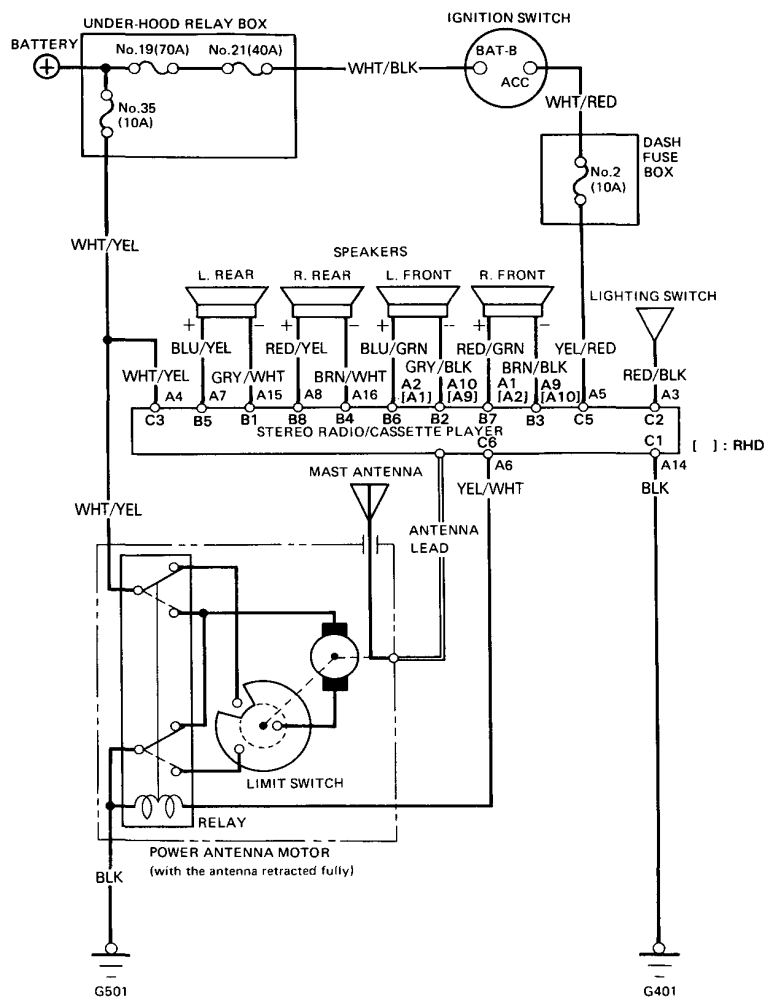 UNDER-HOOD RELAY BOX
IGNITION SWITCH
BATTERY
No.19(70A) No.21(40A)
BAT-B
WHT/BLK
ACC
WHT/RED
No.35
(10A)
DASH
FUSE
BOX
No.2
(10A)
WHT/YEL
SPEAKERS
L. REAR R. REAR L. FRONT R. FRONT
LIGHTING SWITCH
+ - + - + -- + -
BLU/YEL RED/YEL BLU/GRN RED/GRN YEL/RED
GRY/BLK BRN/BLK
WHT/YEL GRY/WHT BRN/WHT RED/BLK
A2 A10 A1 A9
A4 A7 A15 A8 A16 [A1] [A9] [A2] [A10] A5 A3
C3 B5 B1 B8 B4 B6 B2 B7 B3 C5 C2
STEREO RADIO/CASSETTE PLAYER
C6 C1
[ ] : RHD
A6 A14
MAST ANTENNA
YEL/WHT
BLK
WHT/YEL
ANTENNA
LEAD
LIMIT SWITCH
RELAY
POWER ANTENNA MOTOR
(with the antenna retracted fully)
BLK
G501
G401